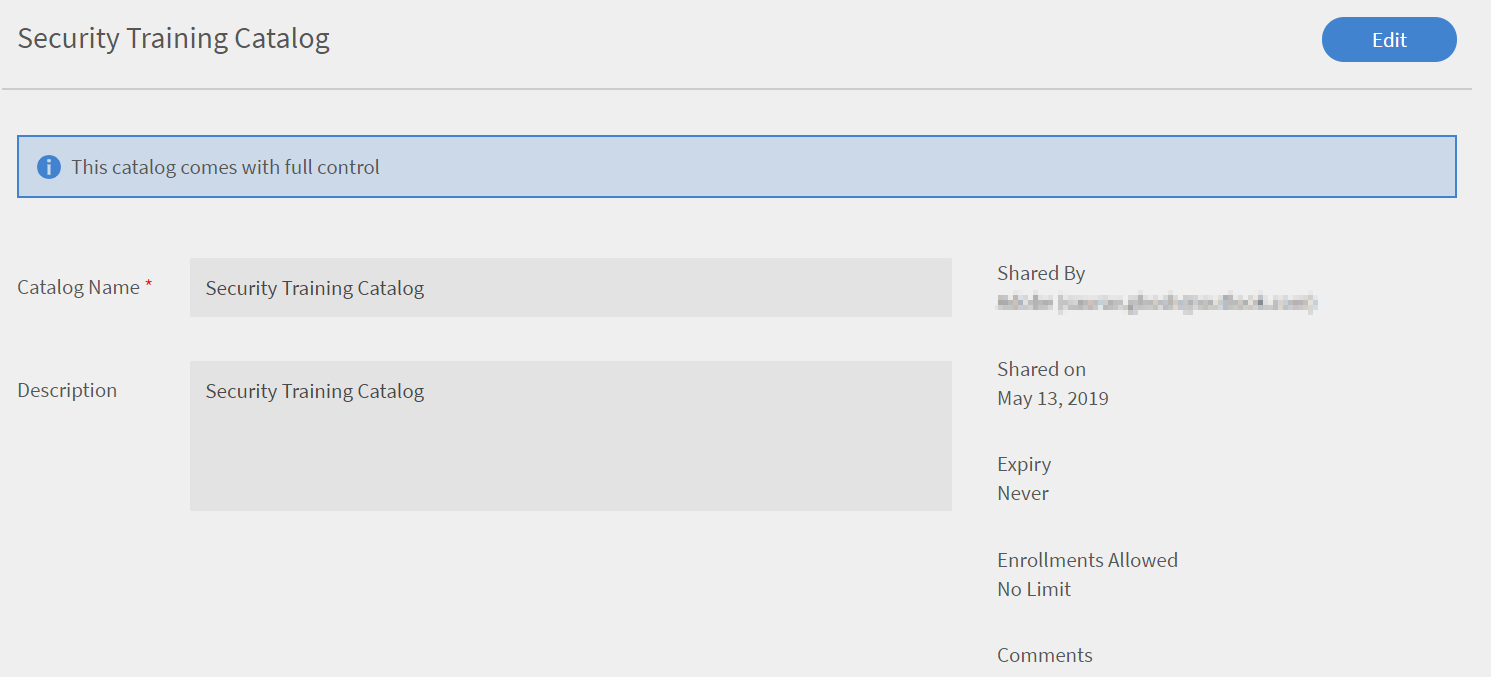 Security Training Catalog
Edit
This catalog comes with full control
Catalog Name *
Security Training Catalog
Description
Security Training Catalog
Shared By
Shared on
May 13, 2019
Expiry
Never
Enrollments Allowed
No Limit
Comments